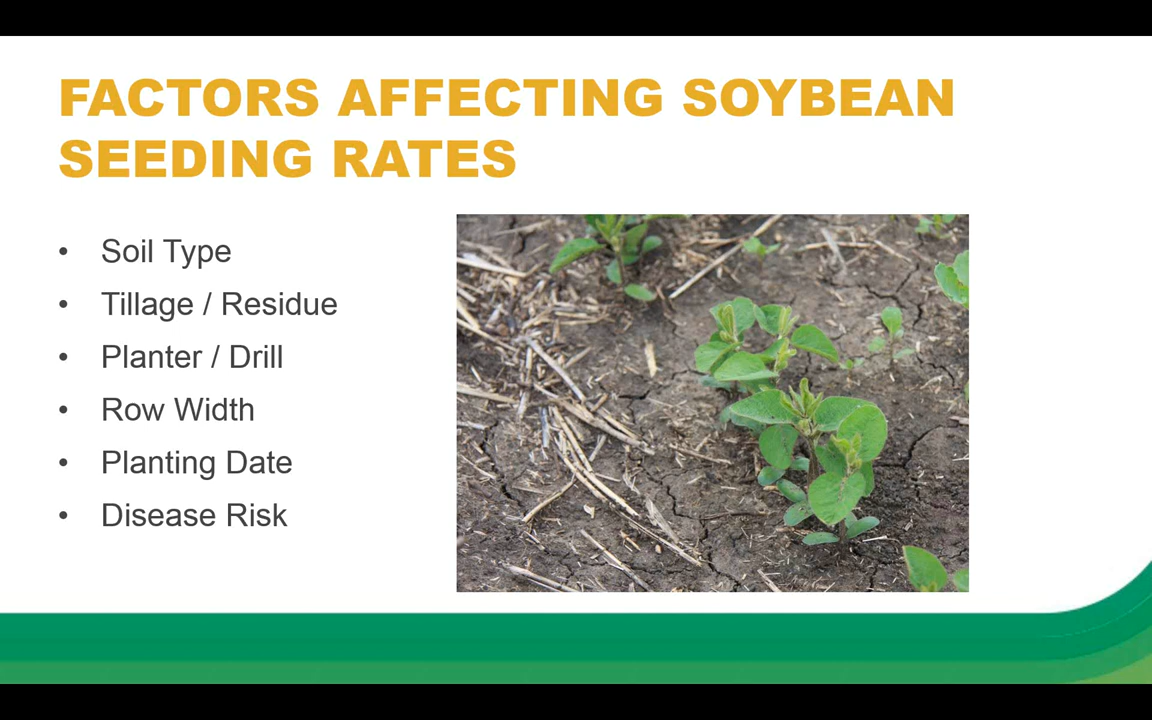 FACTORS AFFECTING SOYBEAN
SEEDING RATES
• Soil Type
• Tillage / Residue
• Planter / Drill
• Row Width
• Planting Date
• Disease Risk